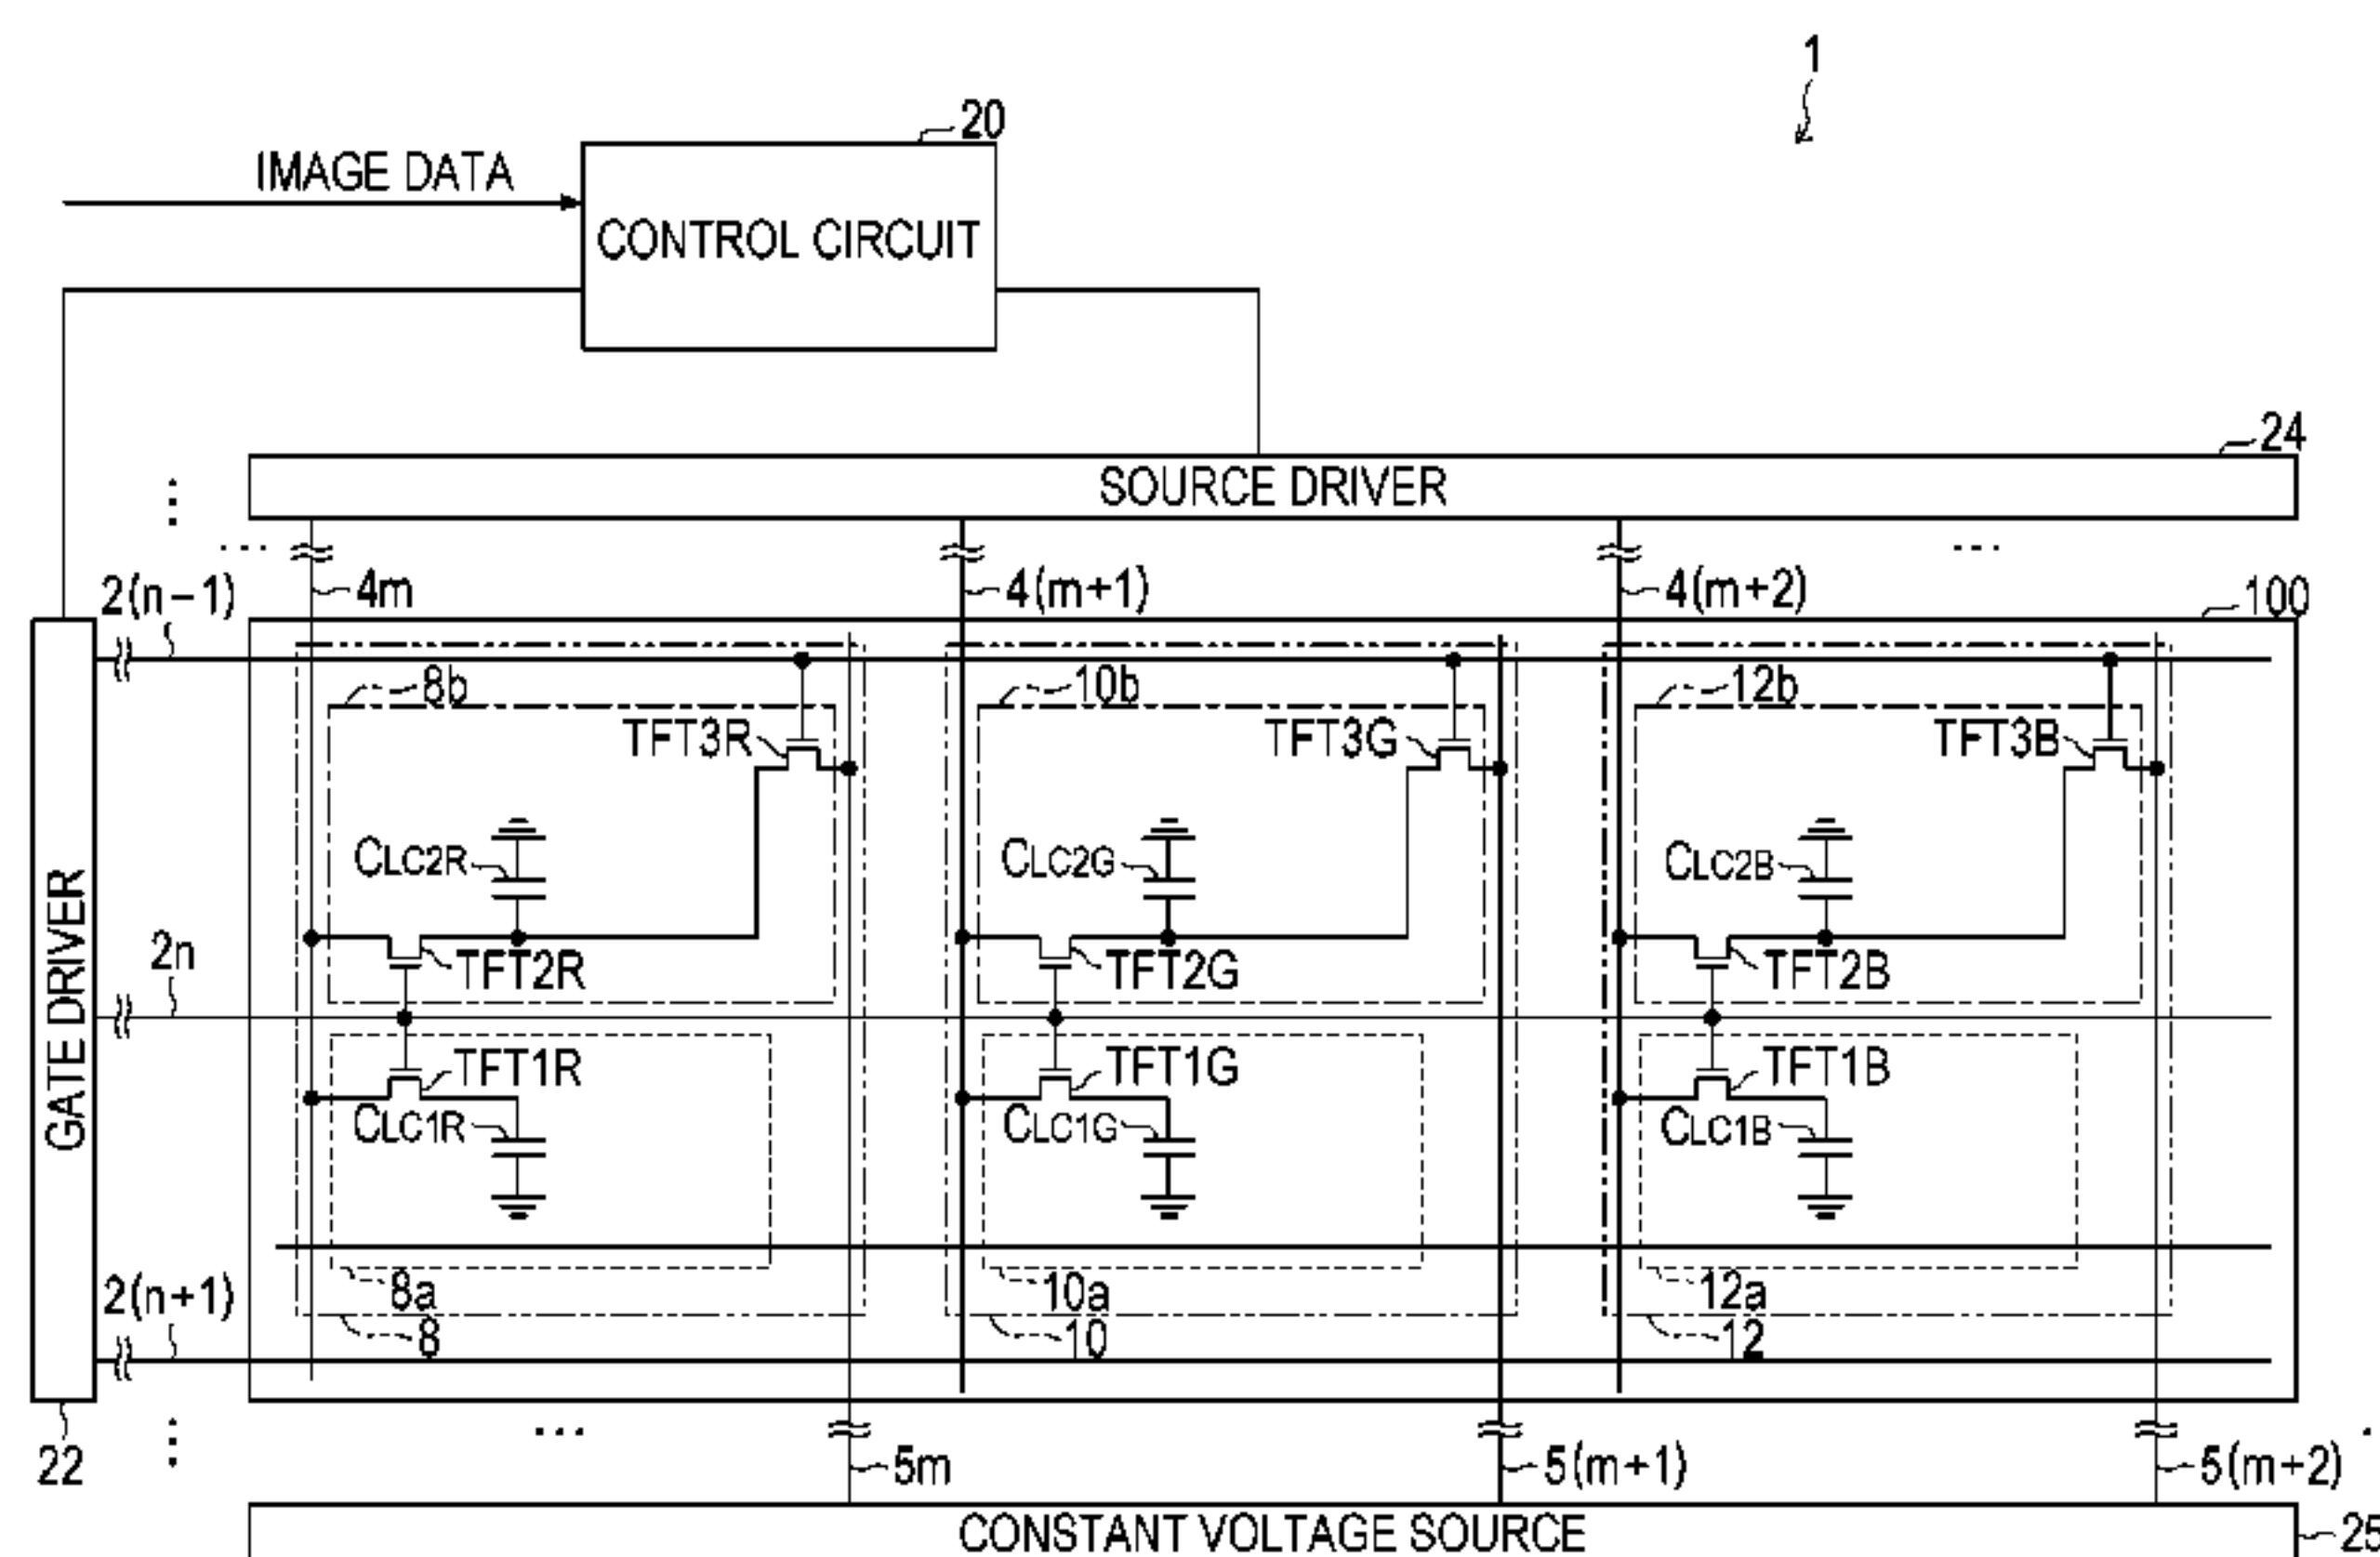 1
20
IMAGE DATA
CONTROL CIRCUIT
24
SOURCE DRIVER
2(n−1)
4m
4(m+1)
4(m+2)
100
8b
10b
12b
TFT3R
TFT3G
TFT3B
CLC2R
CLC2G
CLC2B
GATE DRIVER
2n
TFT2R
TFT2G
TFT2B
TFT1R
TFT1G
TFT1B
CLC1R
CLC1G
CLC1B
2(n+1)
8a
10a
12a
8
10
12
22
5m
5(m+1)
5(m+2)
CONSTANT VOLTAGE SOURCE
25